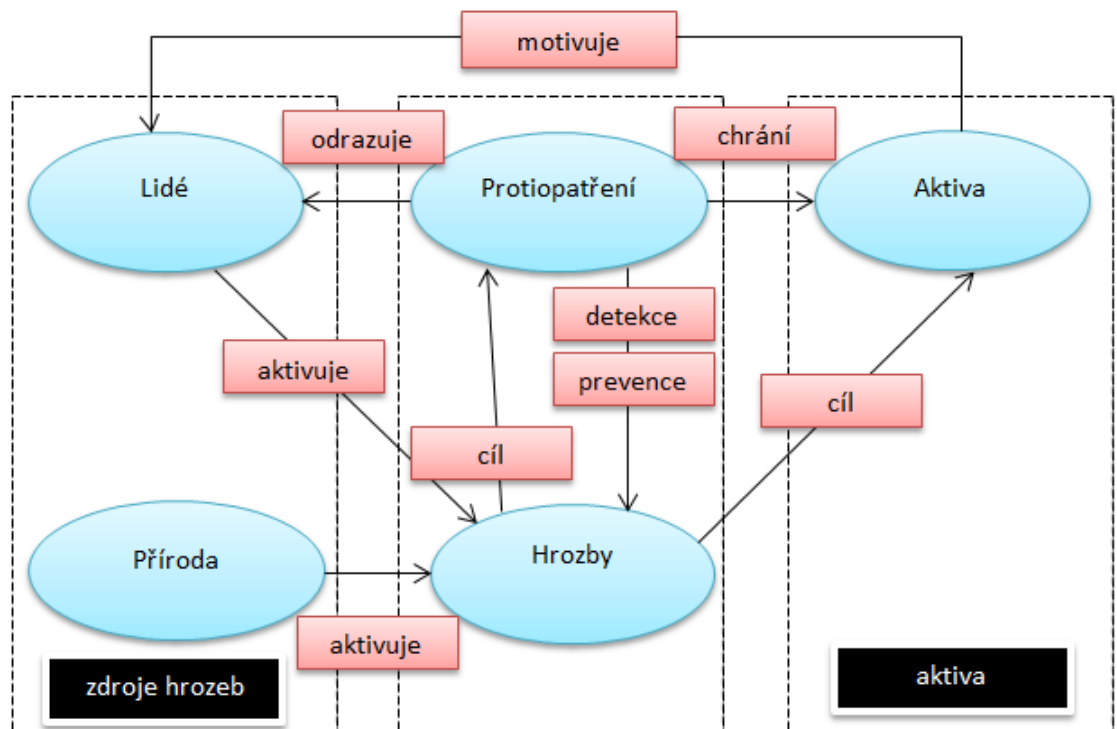 motivuje
odrazuje
chrání
Lidé
Protiopatření
Aktiva
detekce
aktivuje
prevence
cíl
cíl
Příroda
Hrozby
aktivuje
zdroje hrozeb
aktiva